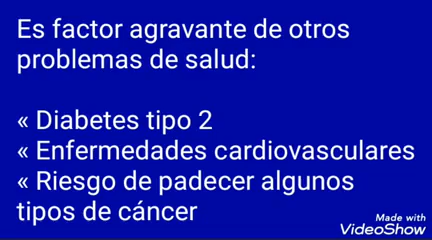 Es factor agravante de otros
problemas de salud:
« Diabetes tipo 2
« Enfermedades cardiovasculares
« Riesgo de padecer algunos
tipos de cáncer
Made with
VideoShow